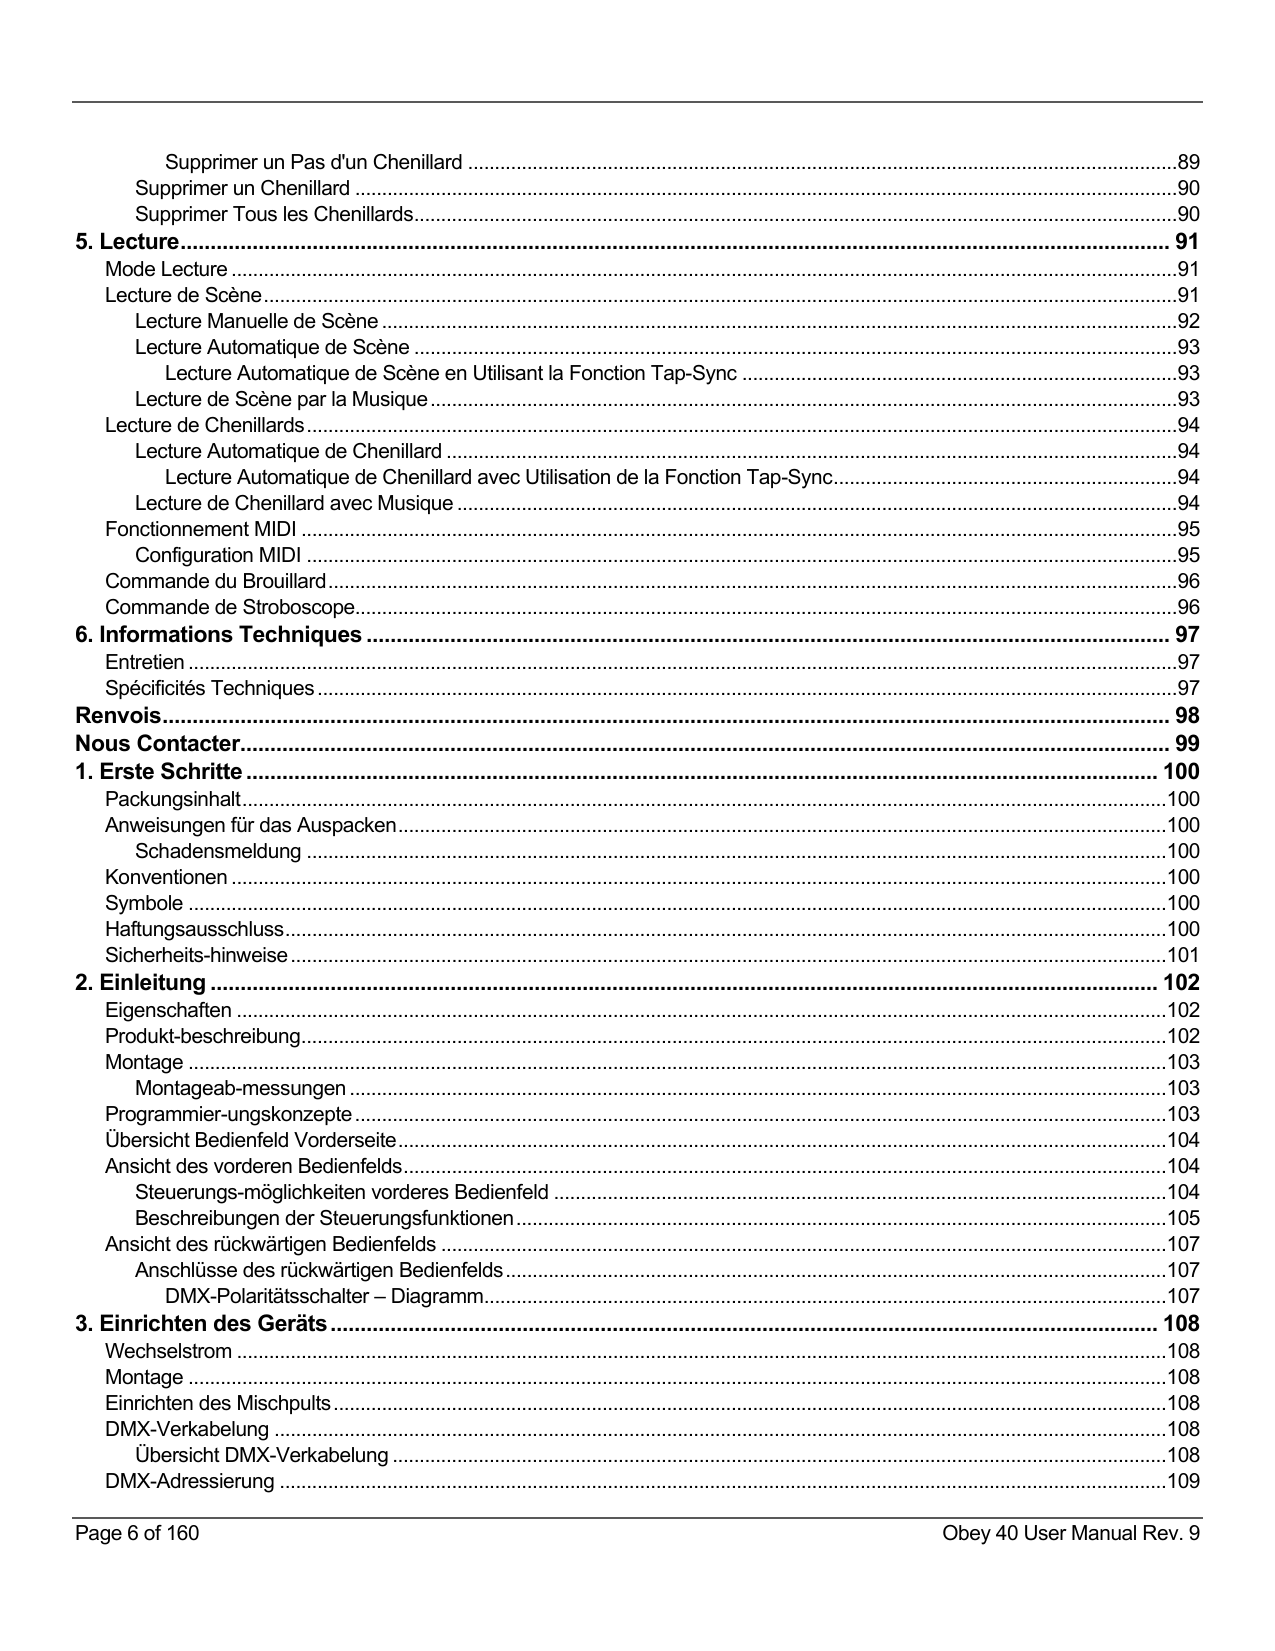 Supprimer un Pas d'un Chenillard ........................................................89
Supprimer un Chenillard ........................................................90
Supprimer Tous les Chenillards........................................................90
5. Lecture........................................................ 91
Mode Lecture ........................................................91
Lecture de Scène........................................................91
Lecture Manuelle de Scène ........................................................92
Lecture Automatique de Scène ........................................................93
Lecture Automatique de Scène en Utilisant la Fonction Tap-Sync ........................................................93
Lecture de Scène par la Musique........................................................93
Lecture de Chenillards........................................................94
Lecture Automatique de Chenillard ........................................................94
Lecture Automatique de Chenillard avec Utilisation de la Fonction Tap-Sync........................................................94
Lecture de Chenillard avec Musique ........................................................94
Fonctionnement MIDI ........................................................95
Configuration MIDI ........................................................95
Commande du Brouillard........................................................96
Commande de Stroboscope........................................................96
6. Informations Techniques ........................................................ 97
Entretien ........................................................97
Spécificités Techniques ........................................................97
Renvois........................................................ 98
Nous Contacter........................................................ 99
1. Erste Schritte ........................................................ 100
Packungsinhalt........................................................100
Anweisungen für das Auspacken........................................................100
Schadensmeldung ........................................................100
Konventionen ........................................................100
Symbole ........................................................100
Haftungsausschluss........................................................100
Sicherheits-hinweise ........................................................101
2. Einleitung ........................................................ 102
Eigenschaften ........................................................102
Produkt-beschreibung........................................................102
Montage ........................................................103
Montageab-messungen ........................................................103
Programmier-ungskonzepte ........................................................103
Übersicht Bedienfeld Vorderseite........................................................104
Ansicht des vorderen Bedienfelds........................................................104
Steuerungs-möglichkeiten vorderes Bedienfeld ........................................................104
Beschreibungen der Steuerungsfunktionen ........................................................105
Ansicht des rückwärtigen Bedienfelds ........................................................107
Anschlüsse des rückwärtigen Bedienfelds ........................................................107
DMX-Polaritätsschalter – Diagramm........................................................107
3. Einrichten des Geräts ........................................................ 108
Wechselstrom ........................................................108
Montage ........................................................108
Einrichten des Mischpults ........................................................108
DMX-Verkabelung ........................................................108
Übersicht DMX-Verkabelung ........................................................108
DMX-Adressierung ........................................................109
Page 6 of 160
Obey 40 User Manual Rev. 9